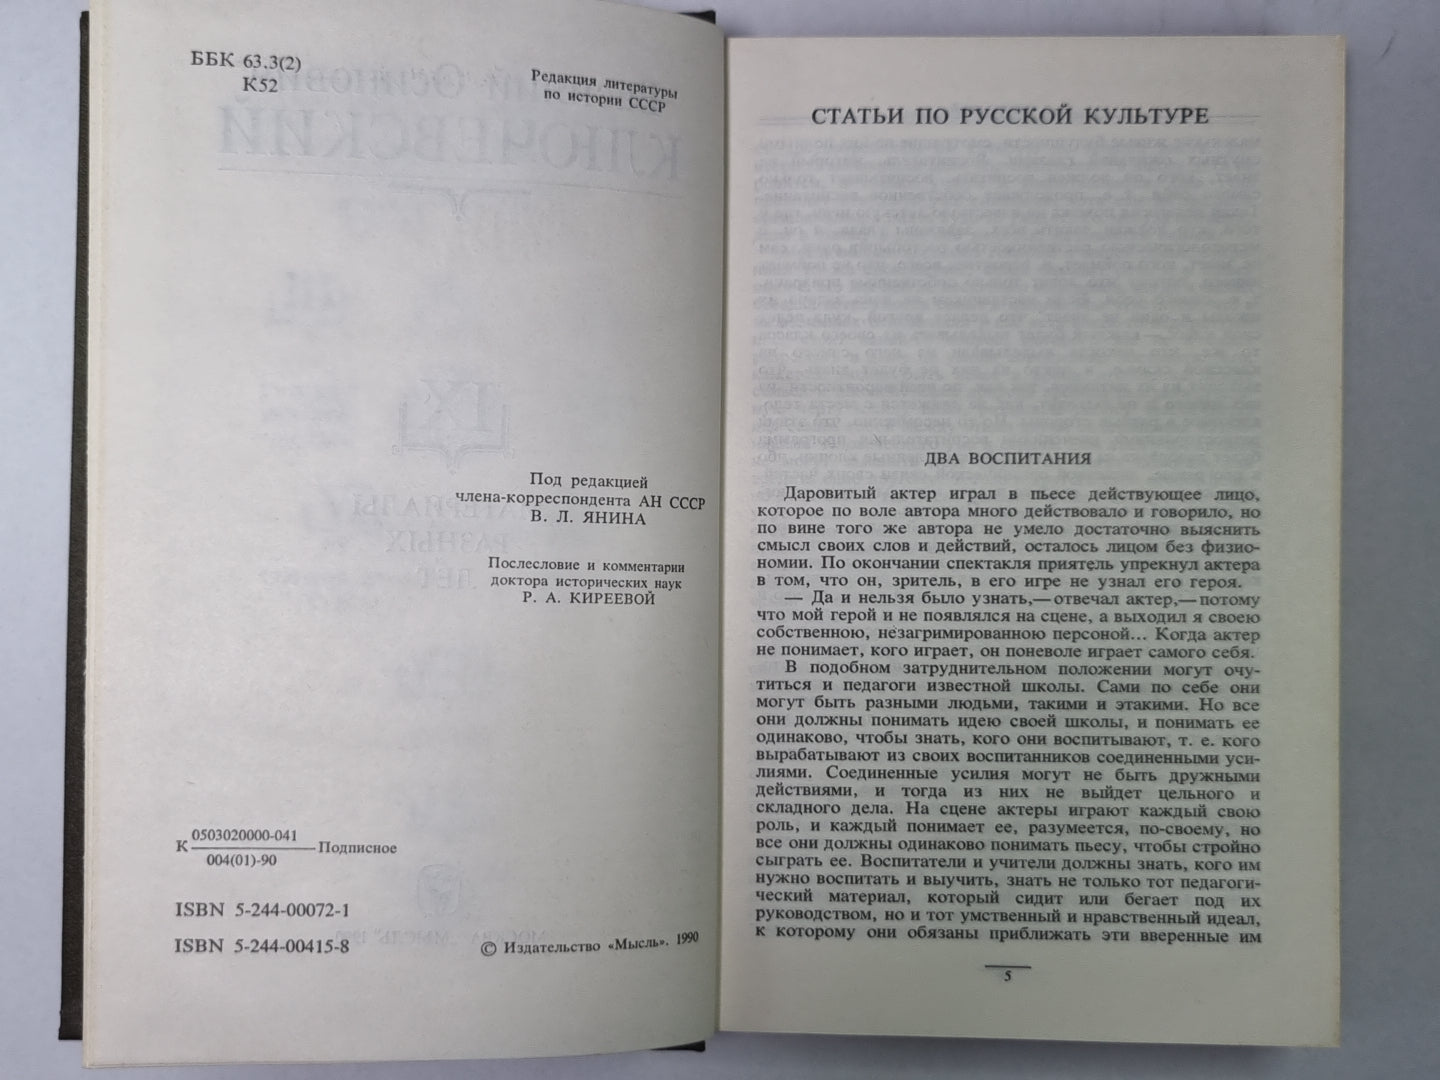 ББК 63.3(2)
К52
Редакция литературы
по истории СССР
Под редакцией
члена-корреспондента АН СССР
В. Л. ЯНИНА
Послесловие и комментарии
доктора исторических наук
Р. А. КИРЕЕВОЙ
К 0503020000-041
004(01)-90
Подписное
ISBN 5-244-00072-1
ISBN 5-244-00415-8
© Издательство «Мысль». 1990
СТАТЬИ ПО РУССКОЙ КУЛЬТУРЕ
ДВА ВОСПИТАНИЯ
Даровитый актер играл в пьесе действующее лицо,
которое по воле автора много действовало и говорило, но
по вине того же автора не умело достаточно выяснить
смысл своих слов и действий, осталось лицом без физио-
номии. По окончании спектакля приятель упрекнул актера
в том, что он, зритель, в его игре не узнал его героя.
— Да и нельзя было узнать,—отвечал актер,—потому
что мой герой и не появлялся на сцене, а выходил я своею
собственною, незагримированною персоной... Когда актер
не понимает, кого играет, он поневоле играет самого себя.
В подобном затруднительном положении могут очу-
титься и педагоги известной школы. Сами по себе они
могут быть разными людьми, такими и этакими. Но все
они должны понимать идею своей школы, и понимать ее
одинаково, чтобы знать, кого они воспитывают, т. е. кого
вырабатывают из своих воспитанников соединенными уси-
лиями. Соединенные усилия могут не быть дружными
действиями, и тогда из них не выйдет цельного и
складного дела. На сцене актеры играют каждый свою
роль, и каждый понимает ее, разумеется, по-своему, но
все они должны одинаково понимать пьесу, чтобы стройно
сыграть ее. Воспитатели и учители должны знать, кого им
нужно воспитать и выучить, знать не только тот педагоги-
ческий материал, который сидит или бегает под их
руководством, но и тот умственный и нравственный идеал,
к которому они обязаны приближать эти вверенные им
5